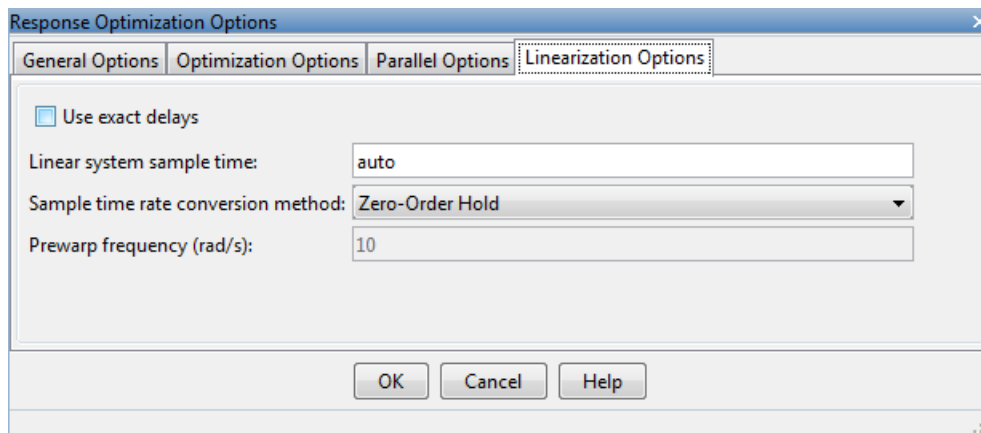 Response Optimization Options
General Options Optimization Options Parallel Options Linearization Options
Use exact delays
Linear system sample time: auto
Sample time rate conversion method: Zero-Order Hold
Prewarp frequency (rad/s): 10
OK Cancel Help